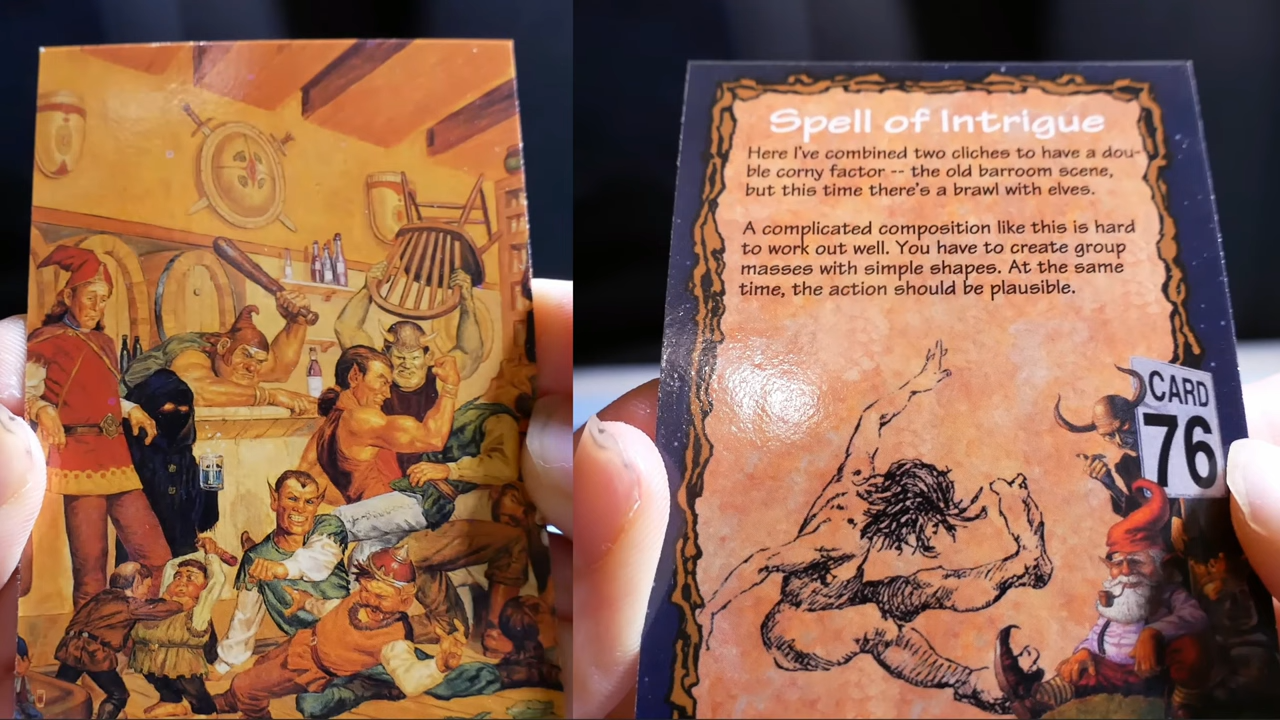 Spell of Intrigue
Here I've combined two cliches to have a dou-
ble corny factor -- the old barroom scene,
but this time there's a brawl with elves.
A complicated composition like this is hard
to work out well. You have to create group
masses with simple shapes. At the same
time, the action should be plausible.
CARD
76